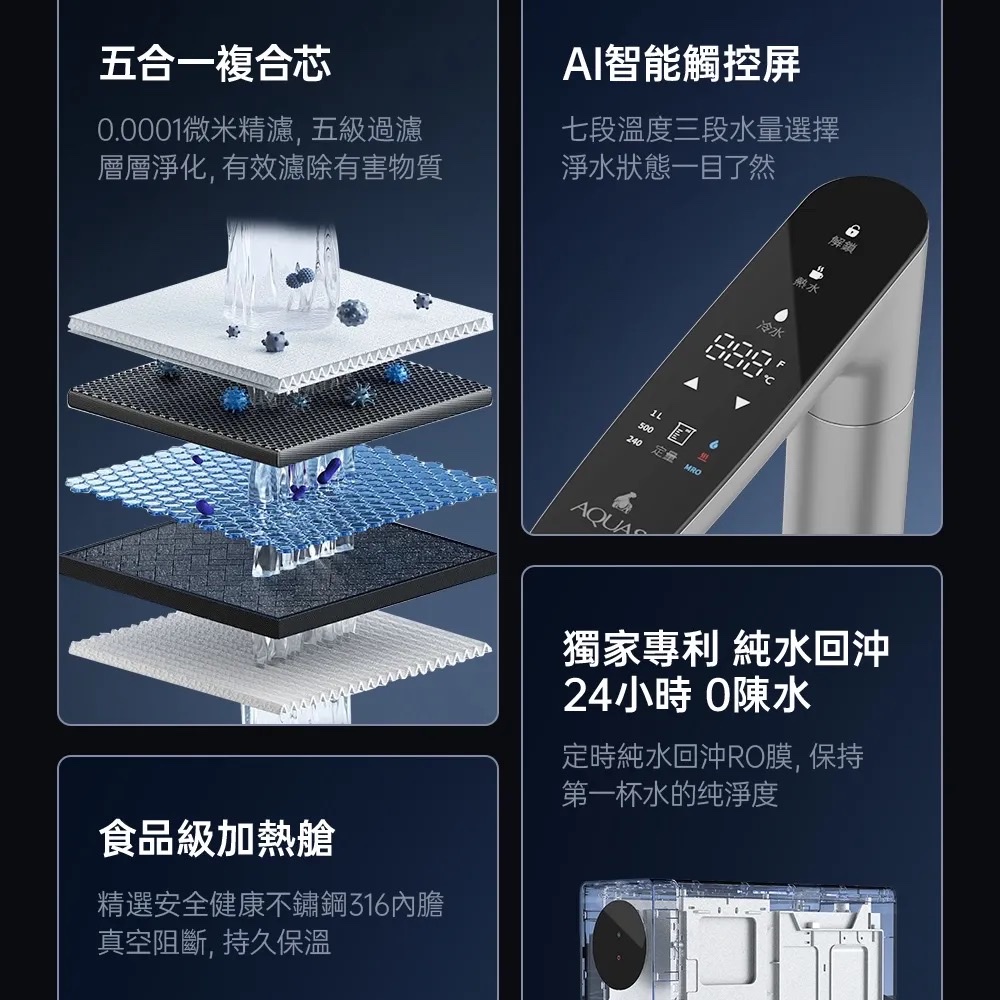 五合一複合芯
0.0001微米精濾, 五級過濾
層層淨化, 有效濾除有害物質
AI智能觸控屏
七段溫度三段水量選擇
淨水狀態一目了然
解鎖
熱水
冷水
888
F
°C
1L
500
240
定量
MRO
AQUAS
獨家專利 純水回沖
24小時 0陳水
定時純水回沖RO膜, 保持
第一杯水的纯淨度
食品級加熱艙
精選安全健康不鏽鋼316內膽
真空阻斷, 持久保溫